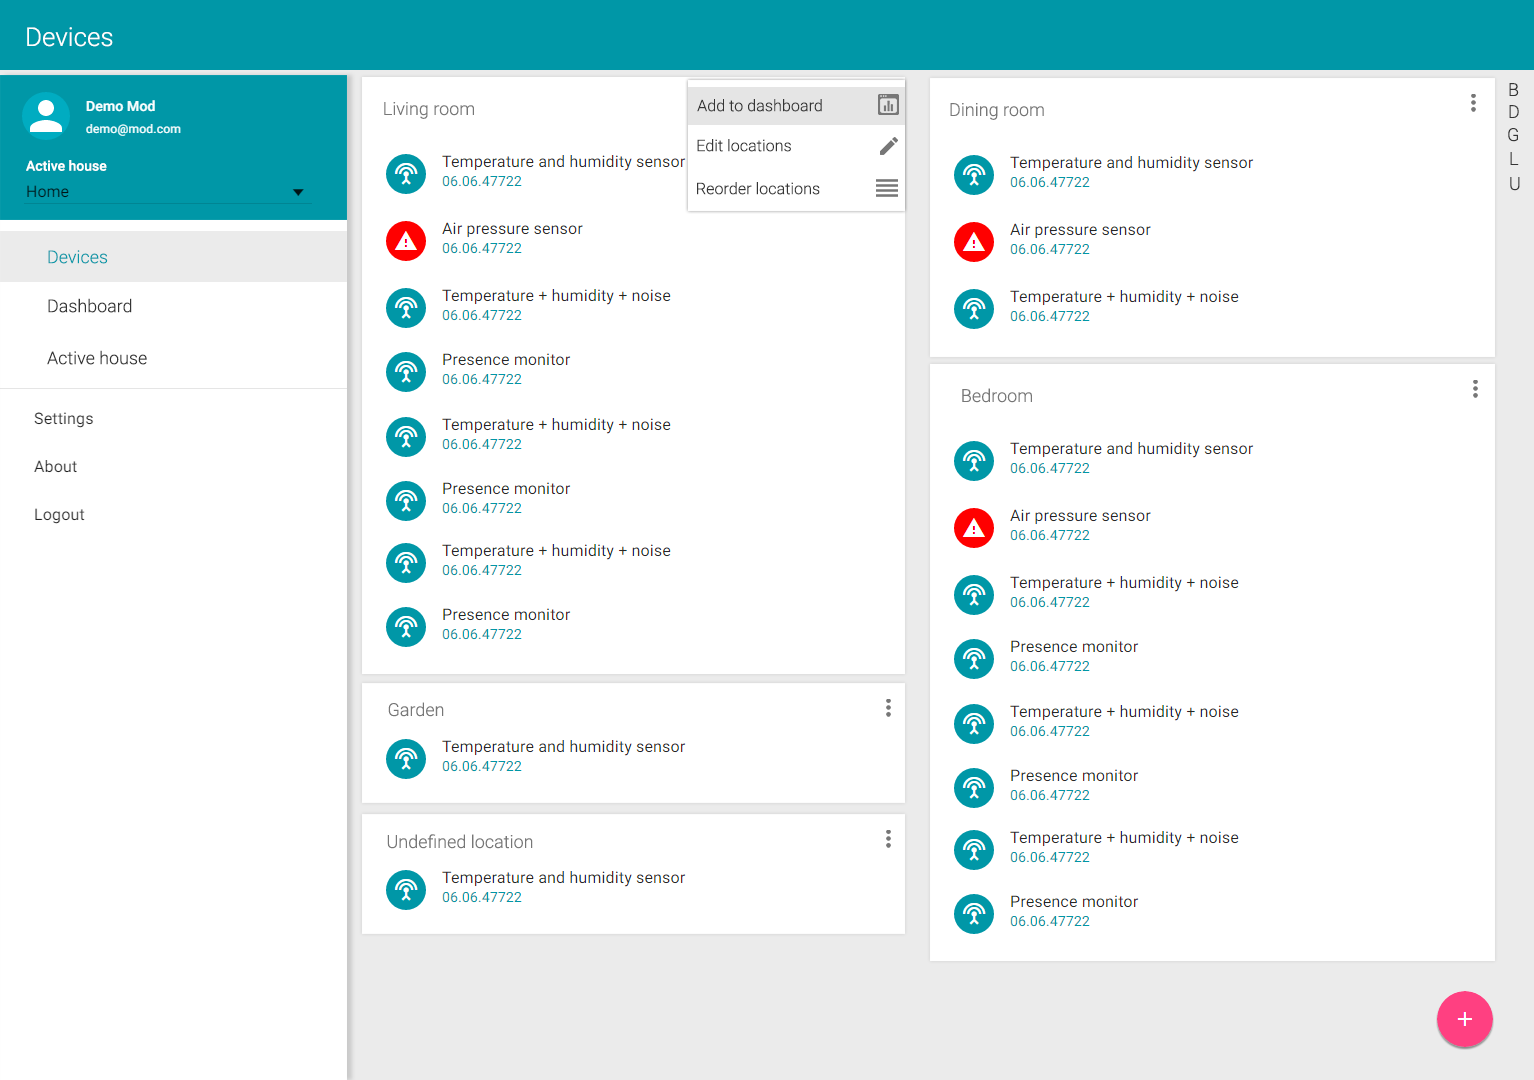 Devices
Demo Mod
demo@mod.com
Active house
Home
Devices
Dashboard
Active house
Settings
About
Logout
Living room
Add to dashboard
Edit locations
Reorder locations
Temperature and humidity sensor
06.06.47722
Air pressure sensor
06.06.47722
Temperature + humidity + noise
06.06.47722
Presence monitor
06.06.47722
Temperature + humidity + noise
06.06.47722
Presence monitor
06.06.47722
Temperature + humidity + noise
06.06.47722
Presence monitor
06.06.47722
Garden
Temperature and humidity sensor
06.06.47722
Undefined location
Temperature and humidity sensor
06.06.47722
Dining room
Temperature and humidity sensor
06.06.47722
Air pressure sensor
06.06.47722
Temperature + humidity + noise
06.06.47722
Bedroom
Temperature and humidity sensor
06.06.47722
Air pressure sensor
06.06.47722
Temperature + humidity + noise
06.06.47722
Presence monitor
06.06.47722
Temperature + humidity + noise
06.06.47722
Presence monitor
06.06.47722
Temperature + humidity + noise
06.06.47722
Presence monitor
06.06.47722
B
D
G
L
U